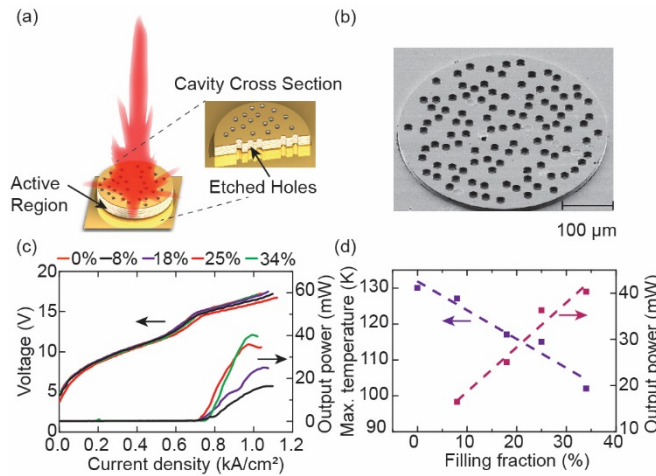 (a)
Cavity Cross Section
Etched Holes
Active
Region
(b)
100 µm
(c)
0% 8% 18% 25% 34%
20
15
10
5
0
Voltage (V)
60
40
20
0
Output power (mW)
0.0 0.2 0.4 0.6 0.8 1.0 1.2
Current density (kA/cm²)
(d)
130
120
110
100
90
Max. temperature (K)
40
30
20
10
Output power (mW)
0 10 20 30 40
Filling fraction (%)